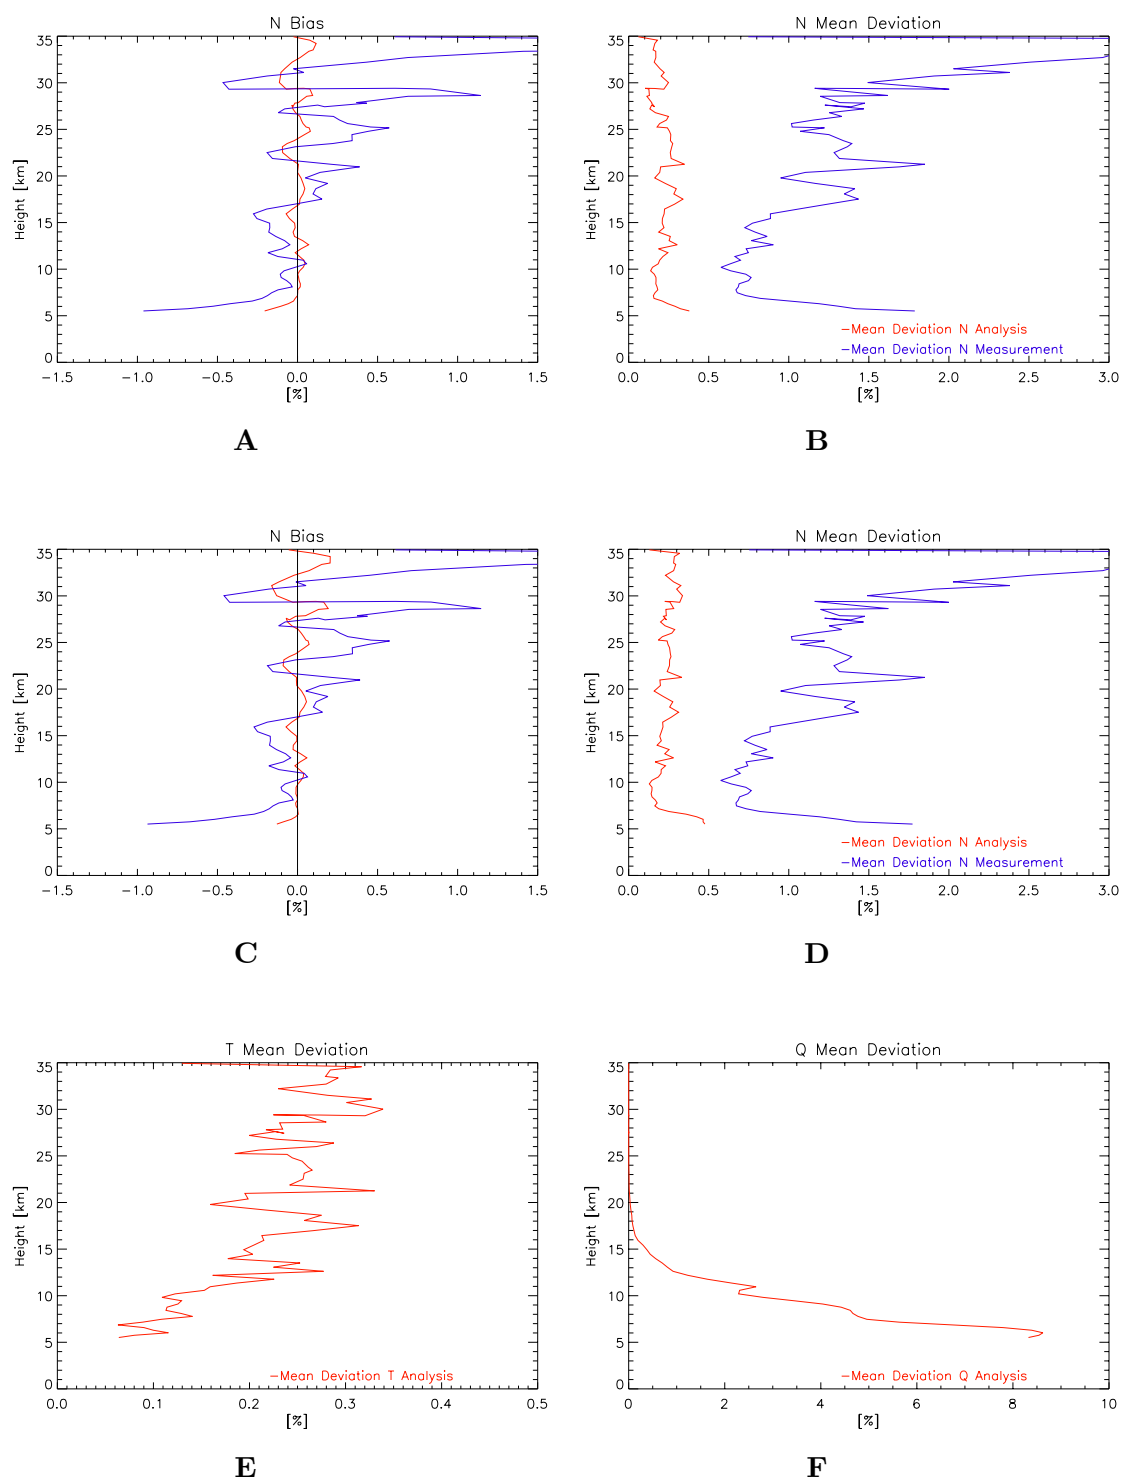 N Bias
N Mean Deviation
35
30
25
20
15
10
5
0
Height [km]
−1.5 −1.0 −0.5 0.0 0.5 1.0 1.5
[%]
35
30
25
20
15
10
5
0
Height [km]
−Mean Deviation N Analysis
−Mean Deviation N Measurement
0.0 0.5 1.0 1.5 2.0 2.5 3.0
[%]
A
B
N Bias
N Mean Deviation
35
30
25
20
15
10
5
0
Height [km]
−1.5 −1.0 −0.5 0.0 0.5 1.0 1.5
[%]
35
30
25
20
15
10
5
0
Height [km]
−Mean Deviation N Analysis
−Mean Deviation N Measurement
0.0 0.5 1.0 1.5 2.0 2.5 3.0
[%]
C
D
T Mean Deviation
Q Mean Deviation
35
30
25
20
15
10
5
0
Height [km]
−Mean Deviation T Analysis
0.0 0.1 0.2 0.3 0.4 0.5
[%]
35
30
25
20
15
10
5
0
Height [km]
−Mean Deviation Q Analysis
0 2 4 6 8 10
[%]
E
F